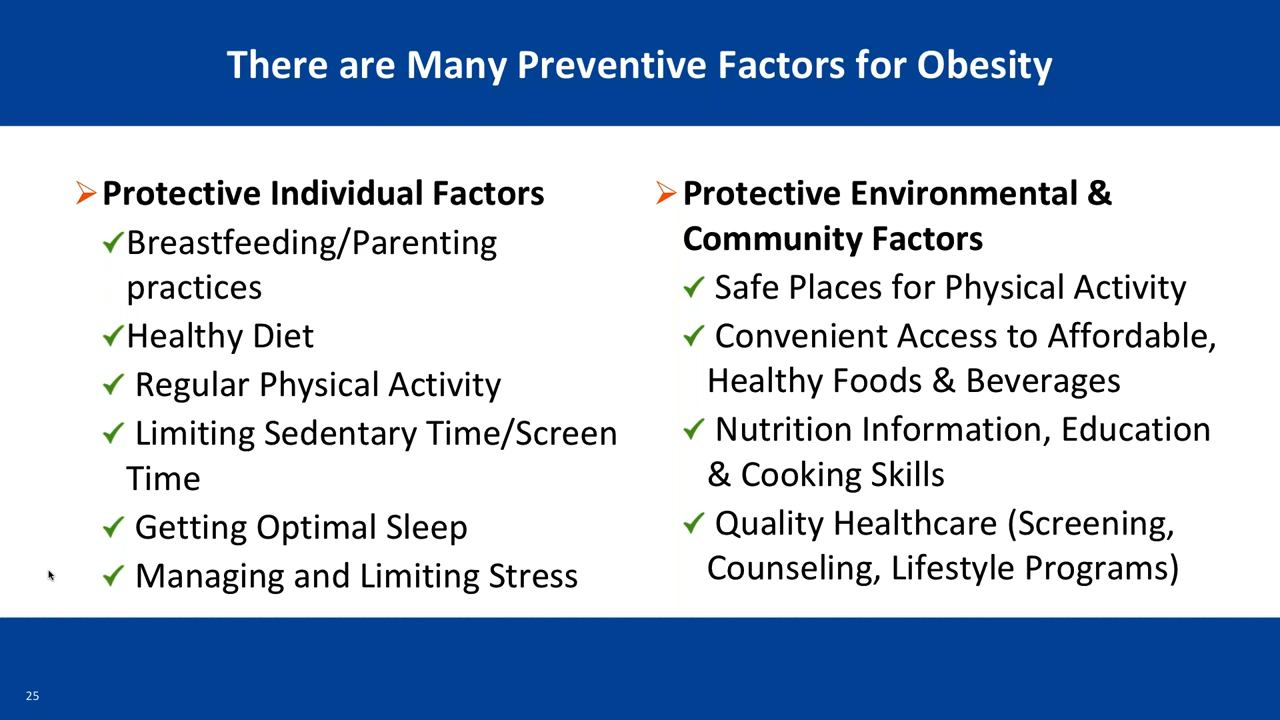 There are Many Preventive Factors for Obesity
Protective Individual Factors
Breastfeeding/Parenting
practices
Healthy Diet
Regular Physical Activity
Limiting Sedentary Time/Screen
Time
Getting Optimal Sleep
Managing and Limiting Stress
Protective Environmental &
Community Factors
Safe Places for Physical Activity
Convenient Access to Affordable,
Healthy Foods & Beverages
Nutrition Information, Education
& Cooking Skills
Quality Healthcare (Screening,
Counseling, Lifestyle Programs)
25